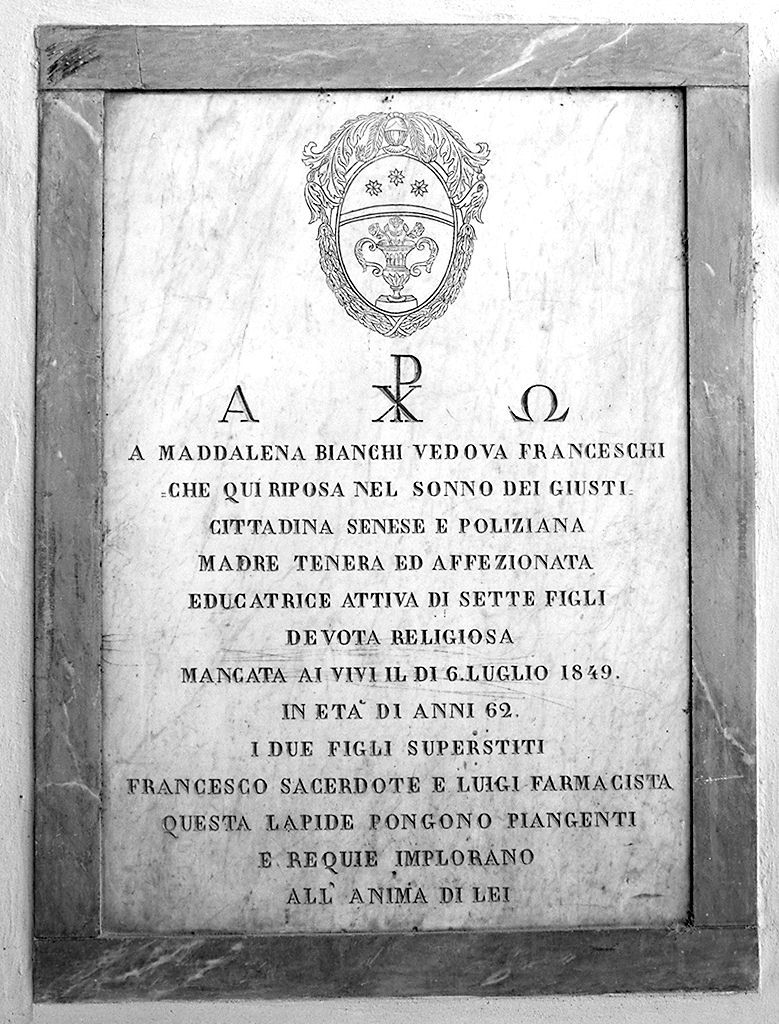 Α ☧ Ω
A MADDALENA BIANCHI VEDOVA FRANCESCHI
=CHE QUI RIPOSA NEL SONNO DEI GIUSTI=
CITTADINA SENESE E POLIZIANA
MADRE TENERA ED AFFEZIONATA
EDUCATRICE ATTIVA DI SETTE FIGLI
DEVOTA RELIGIOSA
MANCATA AI VIVI IL DI 6. LUGLIO 1849.
IN ETA' DI ANNI 62.
I DUE FIGLI SUPERSTITI
FRANCESCO SACERDOTE E LUIGI FARMACISTA
QUESTA LAPIDE PONGONO PIANGENTI
E REQUIE IMPLORANO
ALL' ANIMA DI LEI